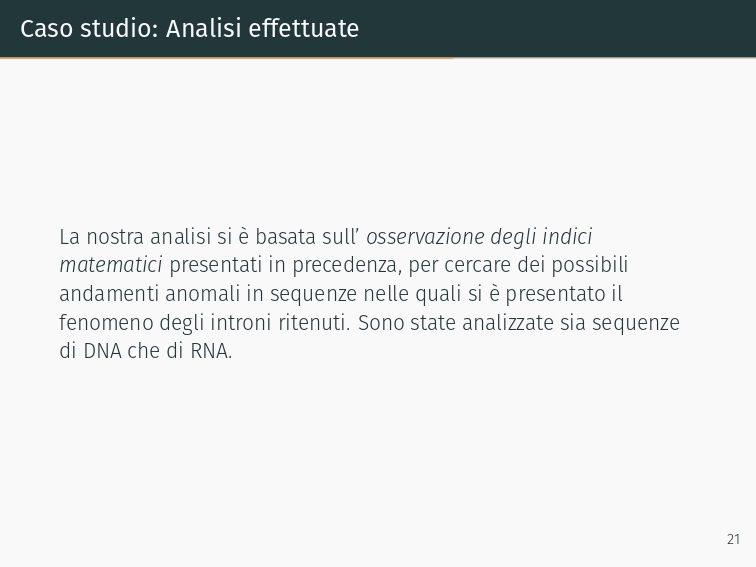 Caso studio: Analisi effettuate
La nostra analisi si è basata sull’ osservazione degli indici
matematici presentati in precedenza, per cercare dei possibili
andamenti anomali in sequenze nelle quali si è presentato il
fenomeno degli introni ritenuti. Sono state analizzate sia sequenze
di DNA che di RNA.
21